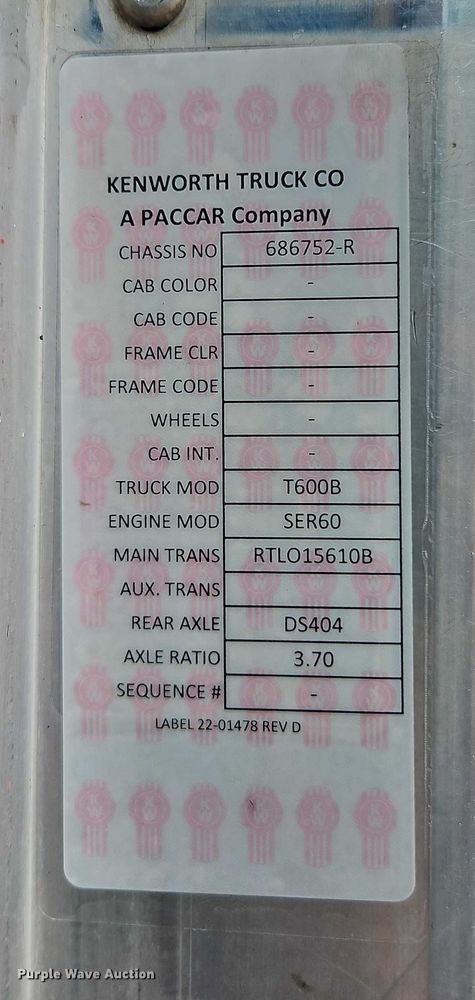 KENWORTH TRUCK CO
A PACCAR Company
CHASSIS NO 686752-R
CAB COLOR -
CAB CODE -
FRAME CLR -
FRAME CODE -
WHEELS -
CAB INT. -
TRUCK MOD T600B
ENGINE MOD SER60
MAIN TRANS RTLO15610B
AUX. TRANS
REAR AXLE DS404
AXLE RATIO 3.70
SEQUENCE # -
LABEL 22-01478 REV D
Purple Wave Auction